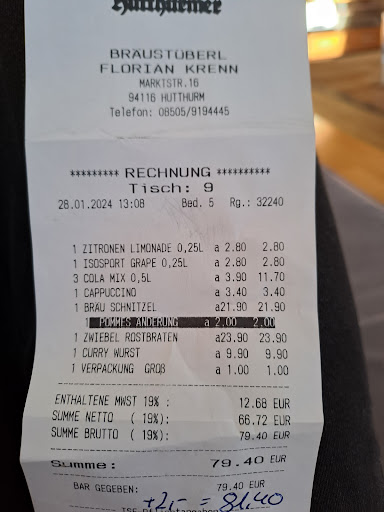 Hutthurmer
BRÄUSTÜBERL
FLORIAN KRENN
MARKTSTR.16
94116 HUTTHURM
Telefon: 08505/9194445
********* RECHNUNG **********
Tisch: 9
28.01.2024 13:08 Bed. 5 Rg.: 32240
1 ZITRONEN LIMONADE 0,25L a 2.80 2.80
1 ISOSPORT GRAPE 0,25L a 2.80 2.80
3 COLA MIX 0,5L a 3.90 11.70
1 CAPPUCCINO a 3.40 3.40
1 BRÄU SCHNITZEL a21.90 21.90
1 POMMES ÄNDERUNG a 2.00 2.00
1 ZWIEBEL ROSTBRATEN a23.90 23.90
1 CURRY WURST a 9.90 9.90
1 VERPACKUNG GROß a 1.00 1.00
ENTHALTENE MWST 19% : 12.68 EUR
SUMME NETTO ( 19%): 66.72 EUR
SUMME BRUTTO ( 19%): 79.40 EUR
Summe: 79.40 EUR
BAR GEGEBEN: 79.40 EUR
+2,- = 81,40